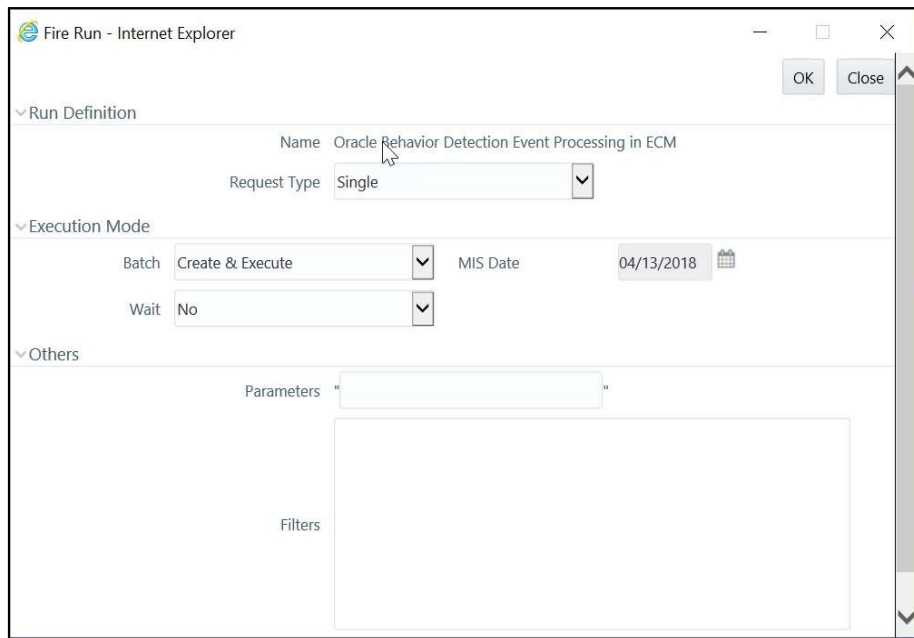 Fire Run - Internet Explorer
OK Close
Run Definition
Name Oracle Behavior Detection Event Processing in ECM
Request Type Single
Execution Mode
Batch Create & Execute MIS Date 04/13/2018
Wait No
Others
Parameters " "
Filters